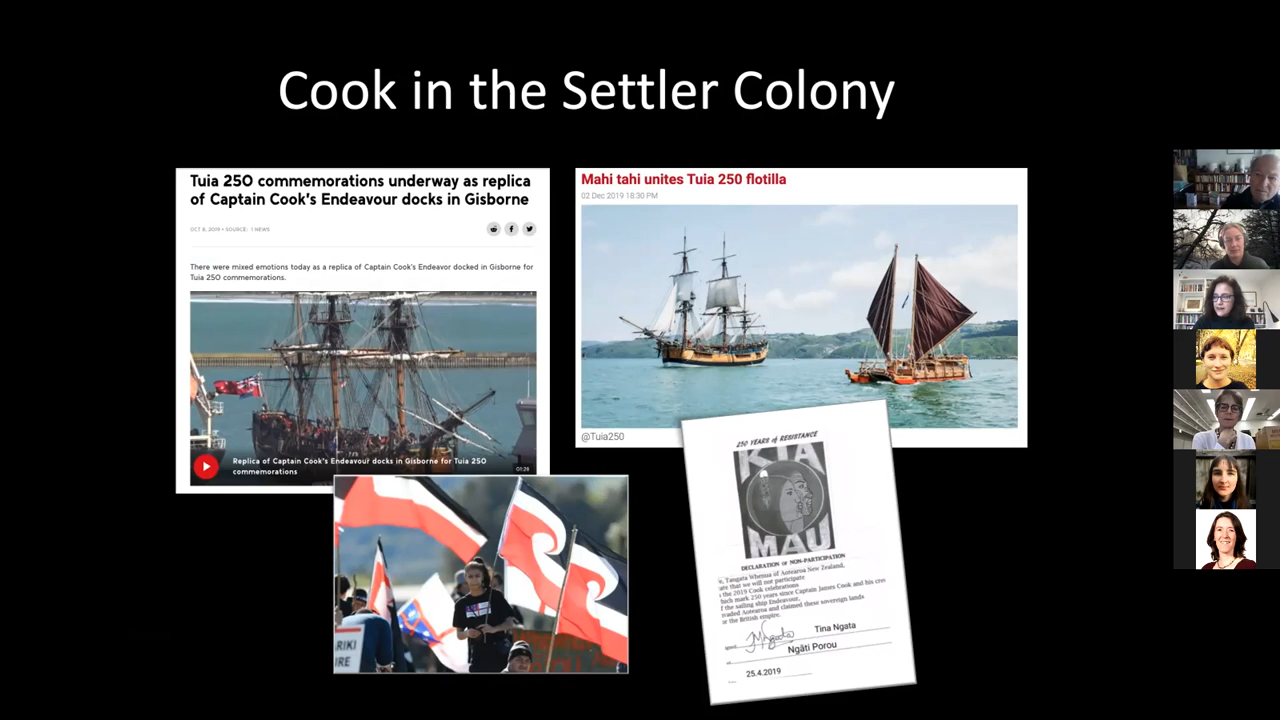 Cook in the Settler Colony
Tuia 250 commemorations underway as replica
of Captain Cook's Endeavour docks in Gisborne
OCT 8, 2019 • SOURCE: 1 NEWS
There were mixed emotions today as a replica of Captain Cook's Endeavor docked in Gisborne for
Tuia 250 commemorations.
Replica of Captain Cook's Endeavour docks in Gisborne for Tuia 250
commemorations
01:28
Mahi tahi unites Tuia 250 flotilla
02 Dec 2019 18:30 PM
@Tuia250
250 YEARS of RESISTANCE
KIA
MAU
DECLARATION of NON-PARTICIPATION
Tangata Whenua of Aotearoa New Zealand,
that we will not participate
the 2019 Cook celebrations
mark 250 years since Captain James Cook and his
the sailing ship Endeavour,
Aotearoa and claimed these sovereign lands
the British empire.
Tina Ngata
Ngāti Porou
25.4.2019
ARIKI
IRE